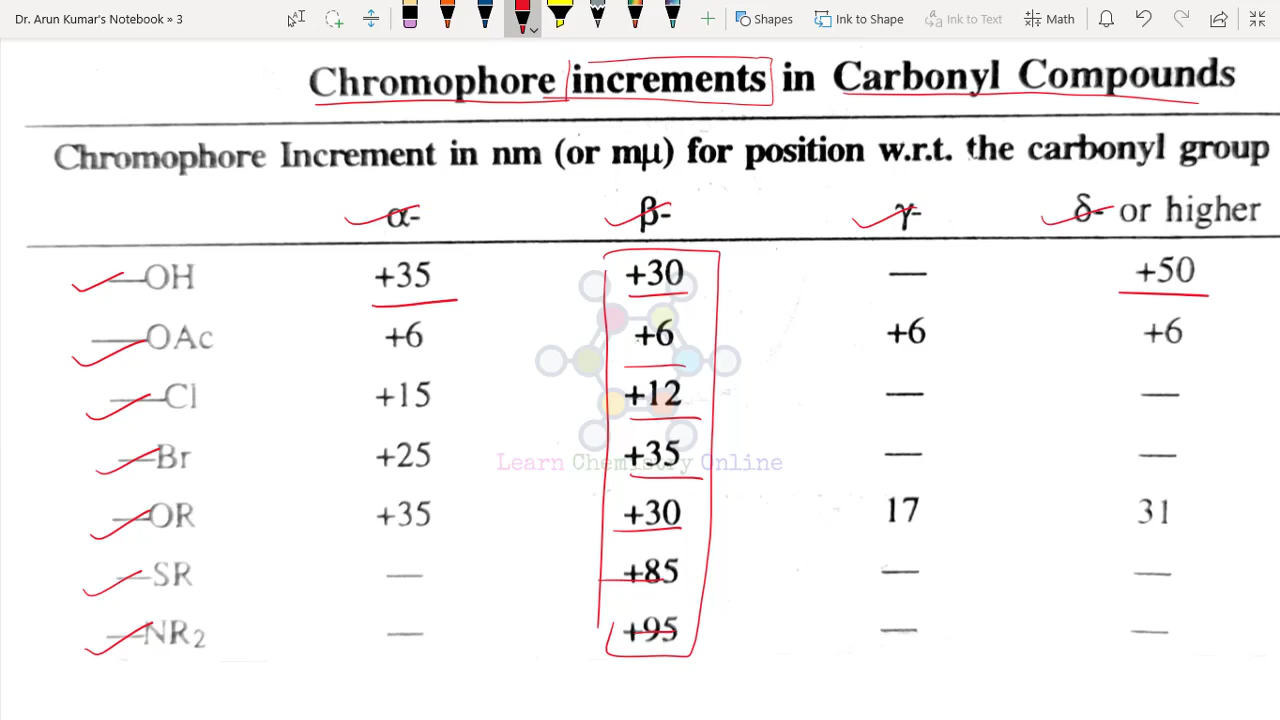 Dr. Arun Kumar's Notebook » 3
Shapes Ink to Shape Ink to Text Math
Chromophore increments in Carbonyl Compounds
Chromophore Increment in nm (or mμ) for position w.r.t. the carbonyl group
α- β- γ- δ- or higher
—OH +35 +30 — +50
—OAc +6 +6 +6 +6
—Cl +15 +12 — —
—Br +25 +35 — —
—OR +35 +30 17 31
—SR — +85 — —
—NR₂ — +95 — —
Learn Chemistry Online